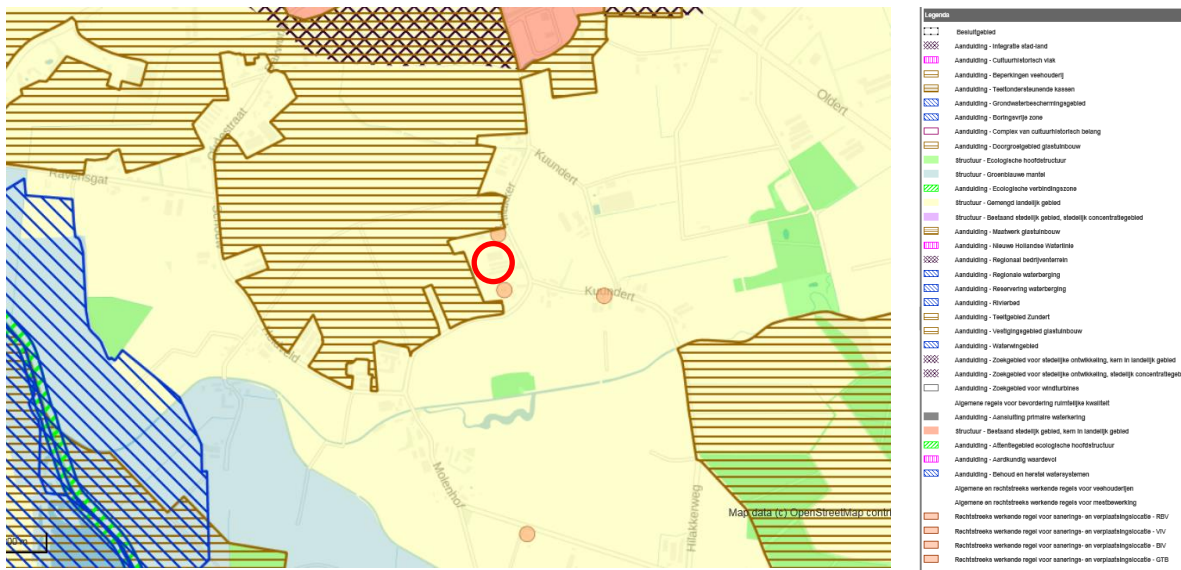 Oldert
Kuundert
Ravensgat
Kuundert
Molenhof
Hilakkerweg
Map data (c) OpenStreetMap contri
00 m
Legenda
Besluitgebied
Aanduiding - Integratie stad-land
Aanduiding - Cultuurhistorisch vlak
Aanduiding - Beperkingen veehouderij
Aanduiding - Teeltondersteunende kassen
Aanduiding - Grondwaterbeschermingsgebied
Aanduiding - Boringsvrije zone
Aanduiding - Complex van cultuurhistorisch belang
Aanduiding - Doorgroeigebied glastuinbouw
Structuur - Ecologische hoofdstructuur
Structuur - Groenblauwe mantel
Aanduiding - Ecologische verbindingszone
Structuur - Gemengd landelijk gebied
Structuur - Bestaand stedelijk gebied, stedelijk concentratiegebied
Aanduiding - Maatwerk glastuinbouw
Aanduiding - Nieuwe Hollandse Waterlinie
Aanduiding - Regionaal bedrijventerrein
Aanduiding - Regionale waterberging
Aanduiding - Reservering waterberging
Aanduiding - Rivierbed
Aanduiding - Teeltgebied Zundert
Aanduiding - Vestigingsgebied glastuinbouw
Aanduiding - Waterwingebied
Aanduiding - Zoekgebied voor stedelijke ontwikkeling, kern in landelijk gebied
Aanduiding - Zoekgebied voor stedelijke ontwikkeling, stedelijk concentratiegeb
Aanduiding - Zoekgebied voor windturbines
Algemene regels voor bevordering ruimtelijke kwaliteit
Aanduiding - Aansluiting primaire waterkering
Structuur - Bestaand stedelijk gebied, kern in landelijk gebied
Aanduiding - Attentiegebied ecologische hoofdstructuur
Aanduiding - Aardkundig waardevol
Aanduiding - Behoud en herstel watersystemen
Algemene en rechtstreeks werkende regels voor veehouderijen
Algemene en rechtstreeks werkende regels voor mestbewerking
Rechtstreeks werkende regel voor sanerings- en verplaatsingslocatie - RBV
Rechtstreeks werkende regel voor sanerings- en verplaatsingslocatie - VIV
Rechtstreeks werkende regel voor sanerings- en verplaatsingslocatie - BIV
Rechtstreeks werkende regel voor sanerings- en verplaatsingslocatie - GTB